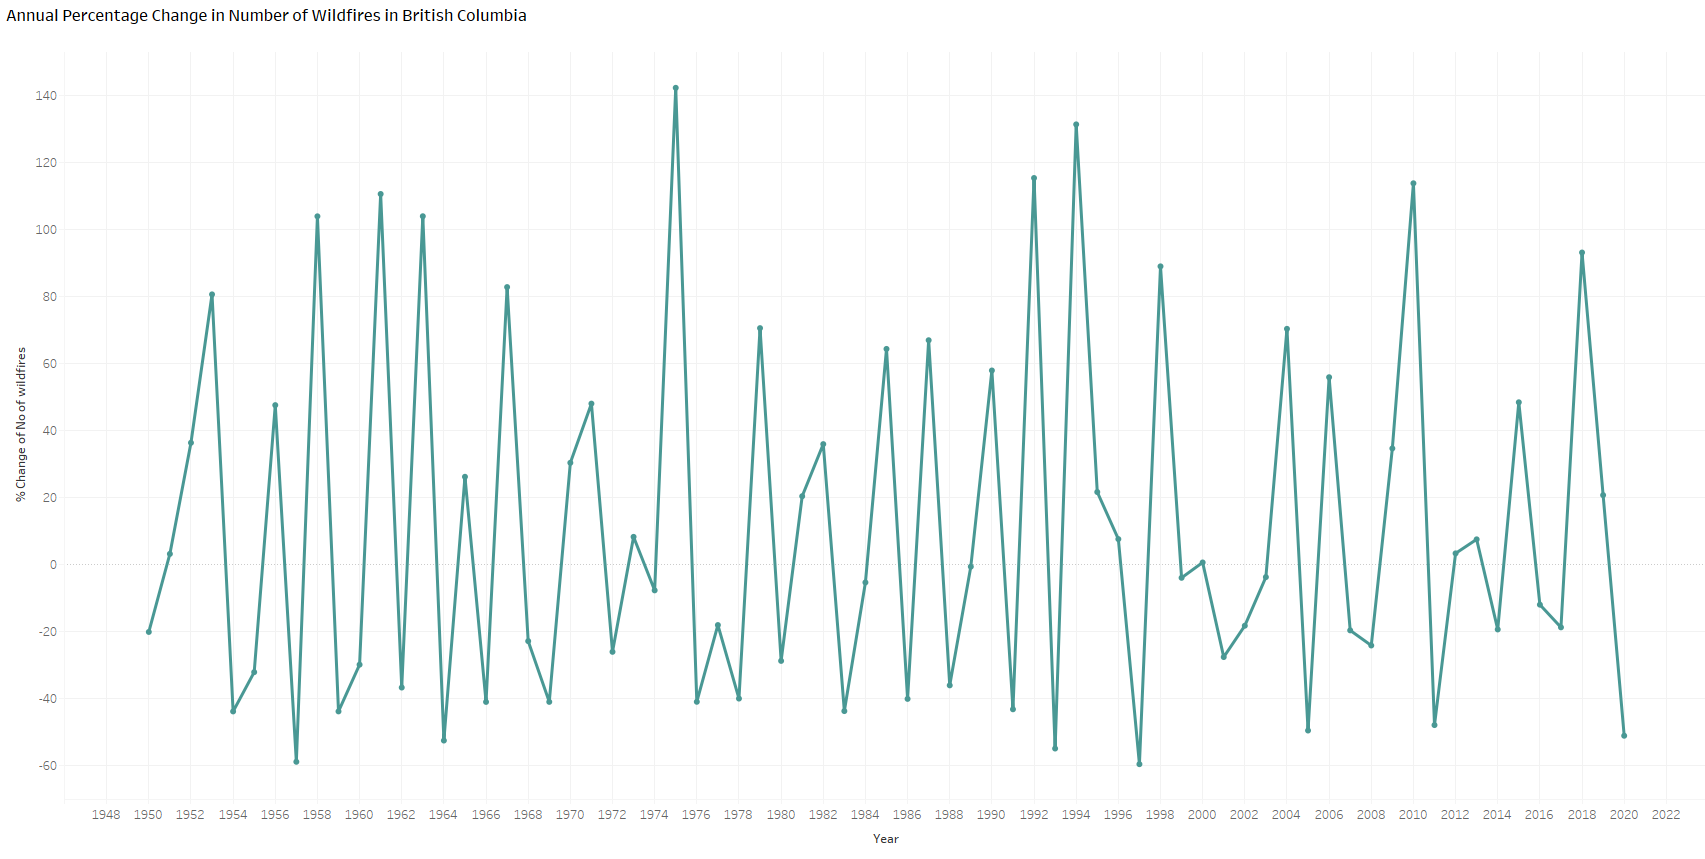 Annual Percentage Change in Number of Wildfires in British Columbia
140
120
100
80
60
40
20
0
-20
-40
-60
% Change of No of wildfires
1948 1950 1952 1954 1956 1958 1960 1962 1964 1966 1968 1970 1972 1974 1976 1978 1980 1982 1984 1986 1988 1990 1992 1994 1996 1998 2000 2002 2004 2006 2008 2010 2012 2014 2016 2018 2020 2022
Year